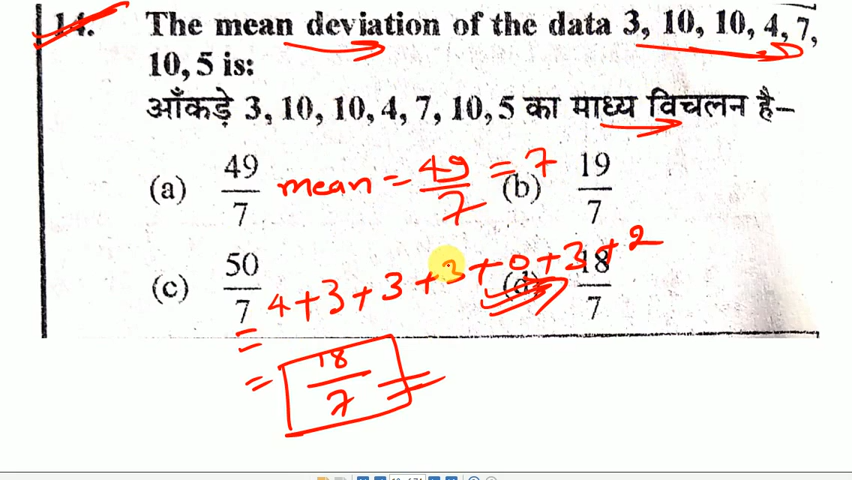 14. The mean deviation of the data 3, 10, 10, 4, 7,
10, 5 is:
आँकड़े 3, 10, 10, 4, 7, 10, 5 का माध्य विचलन है–
(a) 49/7 mean = 49/7 = 7 (b) 19/7
(c) 50/7 (d) 18/7
= 4+3+3+3+0+3+2
= 18/7